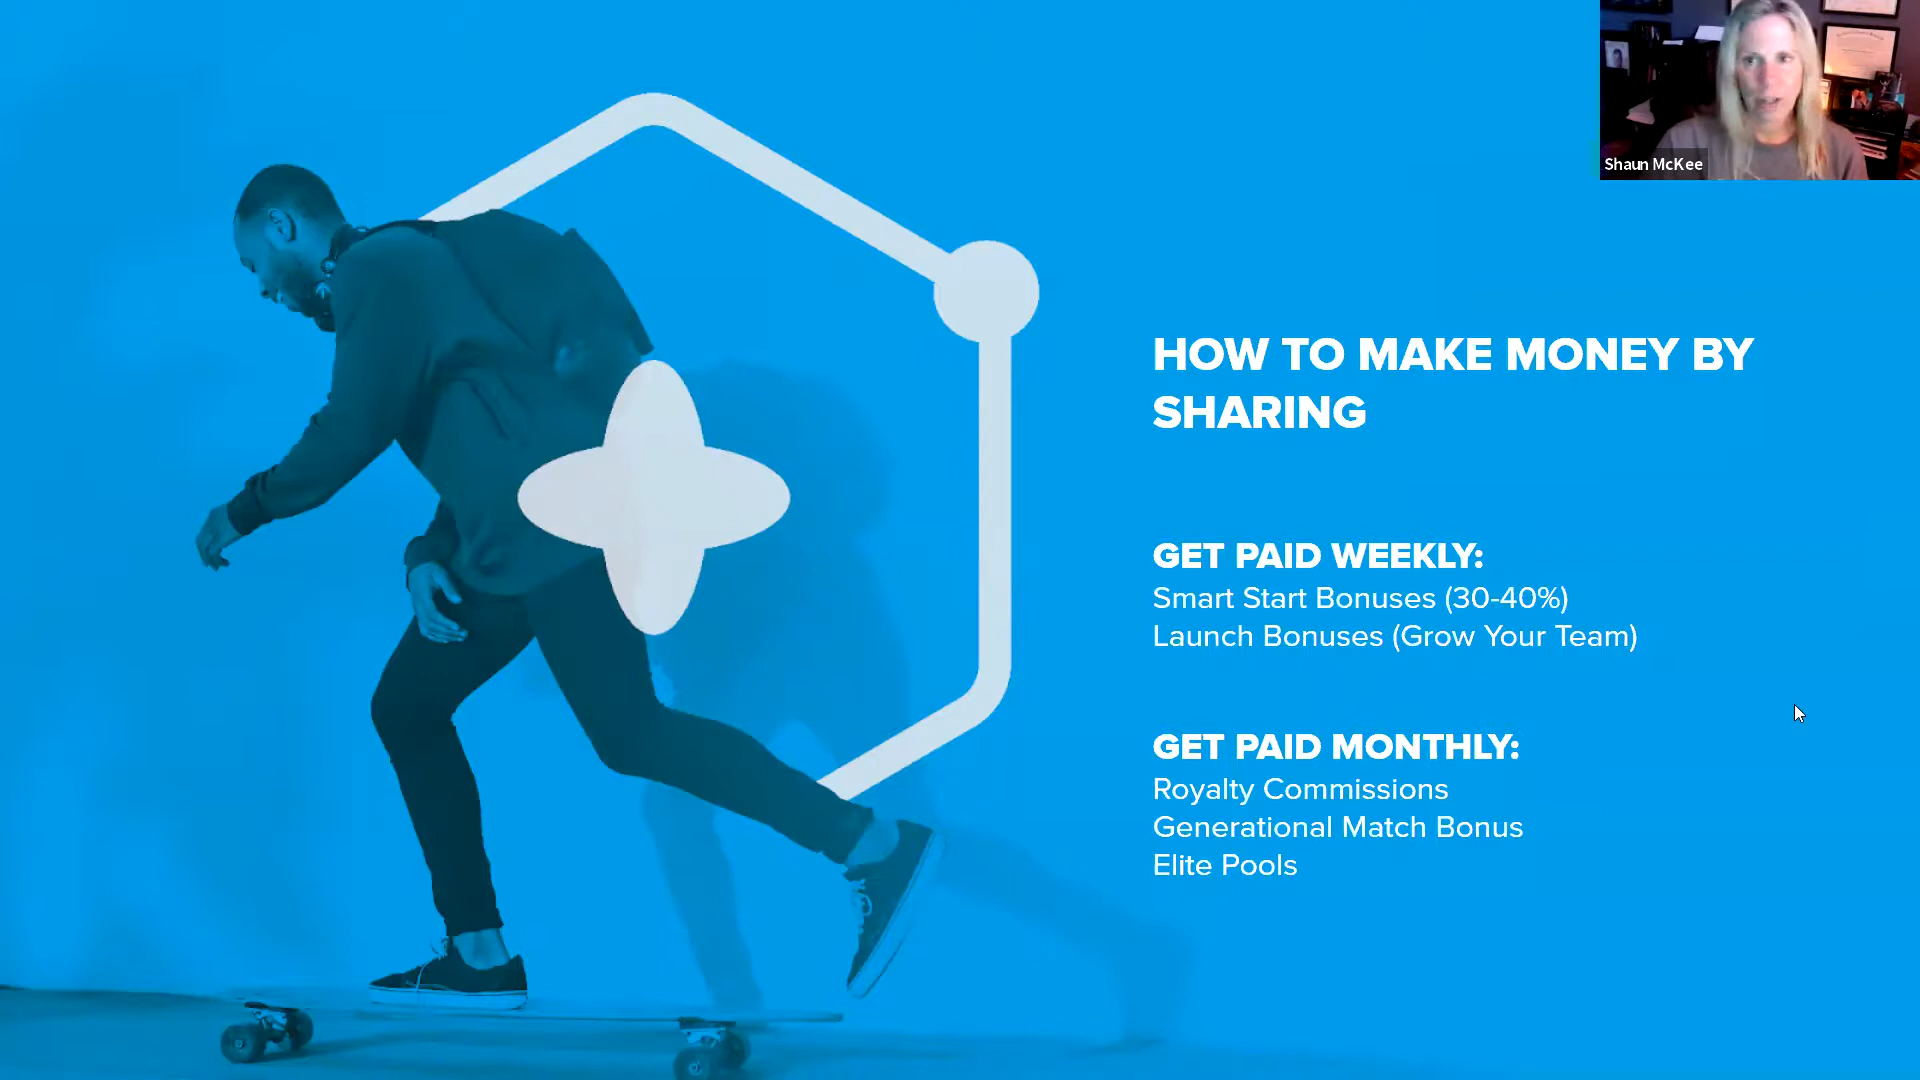 Shaun McKee
HOW TO MAKE MONEY BY
SHARING
GET PAID WEEKLY:
Smart Start Bonuses (30-40%)
Launch Bonuses (Grow Your Team)
GET PAID MONTHLY:
Royalty Commissions
Generational Match Bonus
Elite Pools